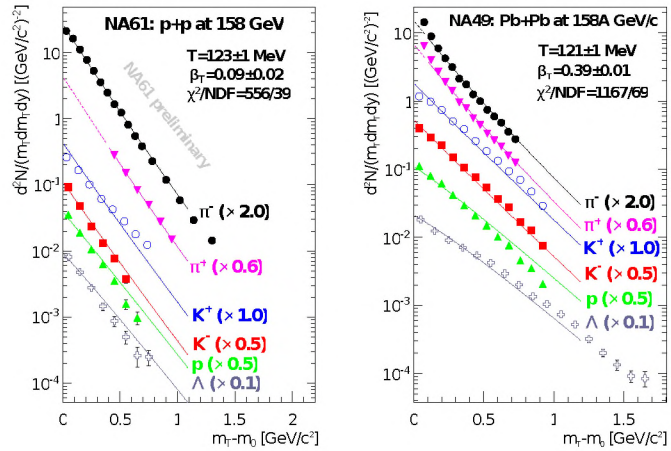 NA61: p+p at 158 GeV
T=123±1 MeV
β_T=0.09±0.02
χ²/NDF=556/39
NA61 preliminary
d²N/(m_T dm_T dy) [(GeV/c²)⁻²]
10
1
10⁻¹
10⁻²
10⁻³
10⁻⁴
π⁻ (× 2.0)
π⁺ (× 0.6)
K⁺ (× 1.0)
K⁻ (× 0.5)
p (× 0.5)
Λ (× 0.1)
0 0.5 1 1.5 2
m_T-m_0 [GeV/c²]
NA49: Pb+Pb at 158A GeV/c
T=121±1 MeV
β_T=0.39±0.01
χ²/NDF=1167/69
d²N/(m_T dm_T dy) [(GeV/c²)⁻²]
10
1
10⁻¹
10⁻²
10⁻³
10⁻⁴
π⁻ (× 2.0)
π⁺ (× 0.6)
K⁺ (× 1.0)
K⁻ (× 0.5)
p (× 0.5)
Λ (× 0.1)
0 0.5 1 1.5
m_T-m_0 [GeV/c²]